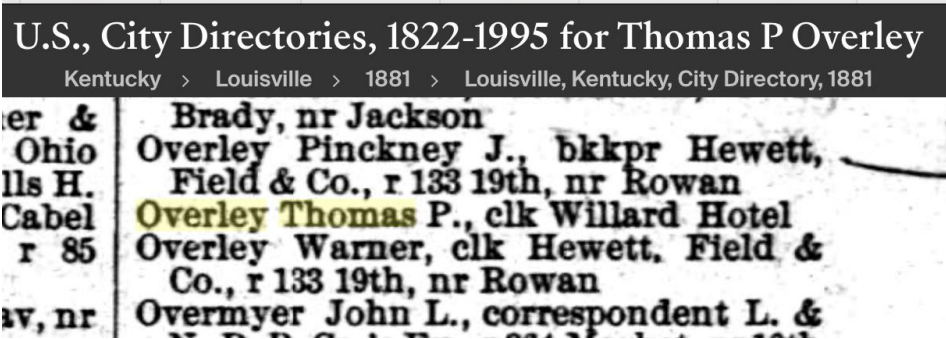 U.S., City Directories, 1822-1995 for Thomas P Overley
Kentucky > Louisville > 1881 > Louisville, Kentucky, City Directory, 1881
er &
Ohio
lls H.
Cabel
r 85
av, nr
Brady, nr Jackson
Overley Pinckney J., bkkpr Hewett,
Field & Co., r 133 19th, nr Rowan
Overley Thomas P., clk Willard Hotel
Overley Warner, clk Hewett, Field &
Co., r 133 19th, nr Rowan
Overmyer John L., correspondent L. &